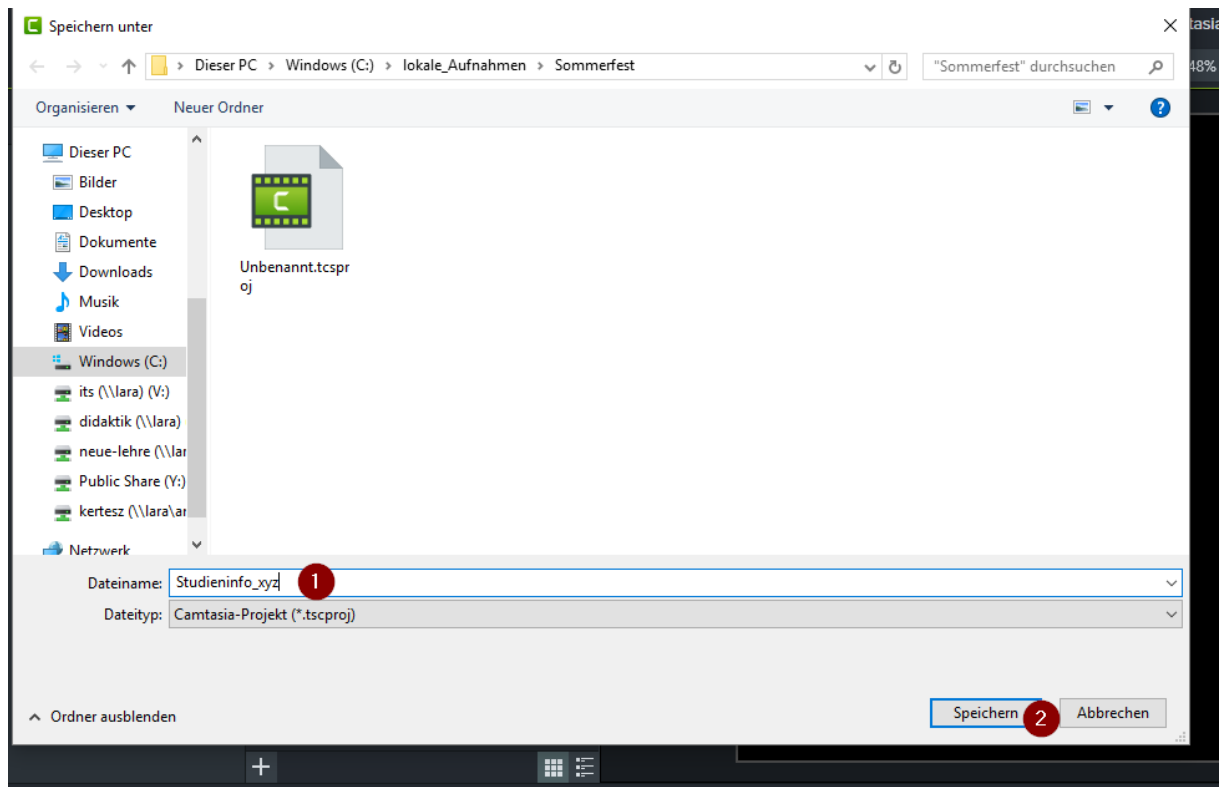 Speichern unter
tasia
Dieser PC > Windows (C:) > lokale_Aufnahmen > Sommerfest
"Sommerfest" durchsuchen
48%
Organisieren
Neuer Ordner
?
Dieser PC
Bilder
Desktop
Dokumente
Downloads
Musik
Videos
Windows (C:)
its (\\lara) (V:)
didaktik (\\lara)
neue-lehre (\\lar
Public Share (Y:)
kertesz (\\lara\ar
Netzwerk
Unbenannt.tcspr
oj
Dateiname: Studieninfo_xyz 1
Dateityp: Camtasia-Projekt (*.tscproj)
Ordner ausblenden
Speichern 2 Abbrechen